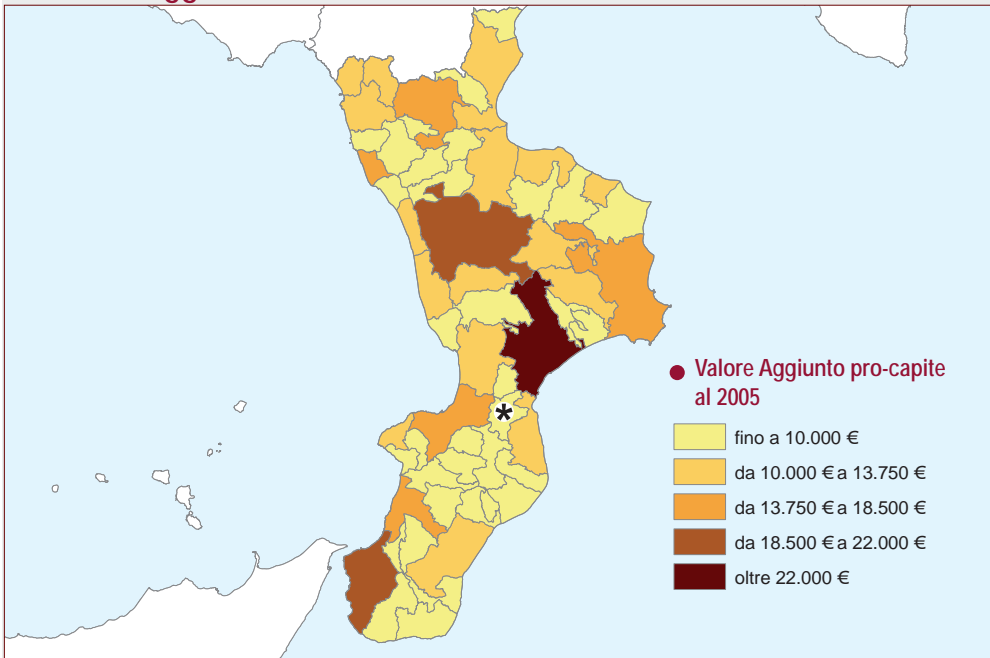 Valore Aggiunto pro-capite
al 2005
fino a 10.000 €
da 10.000 € a 13.750 €
da 13.750 € a 18.500 €
da 18.500 € a 22.000 €
oltre 22.000 €
*